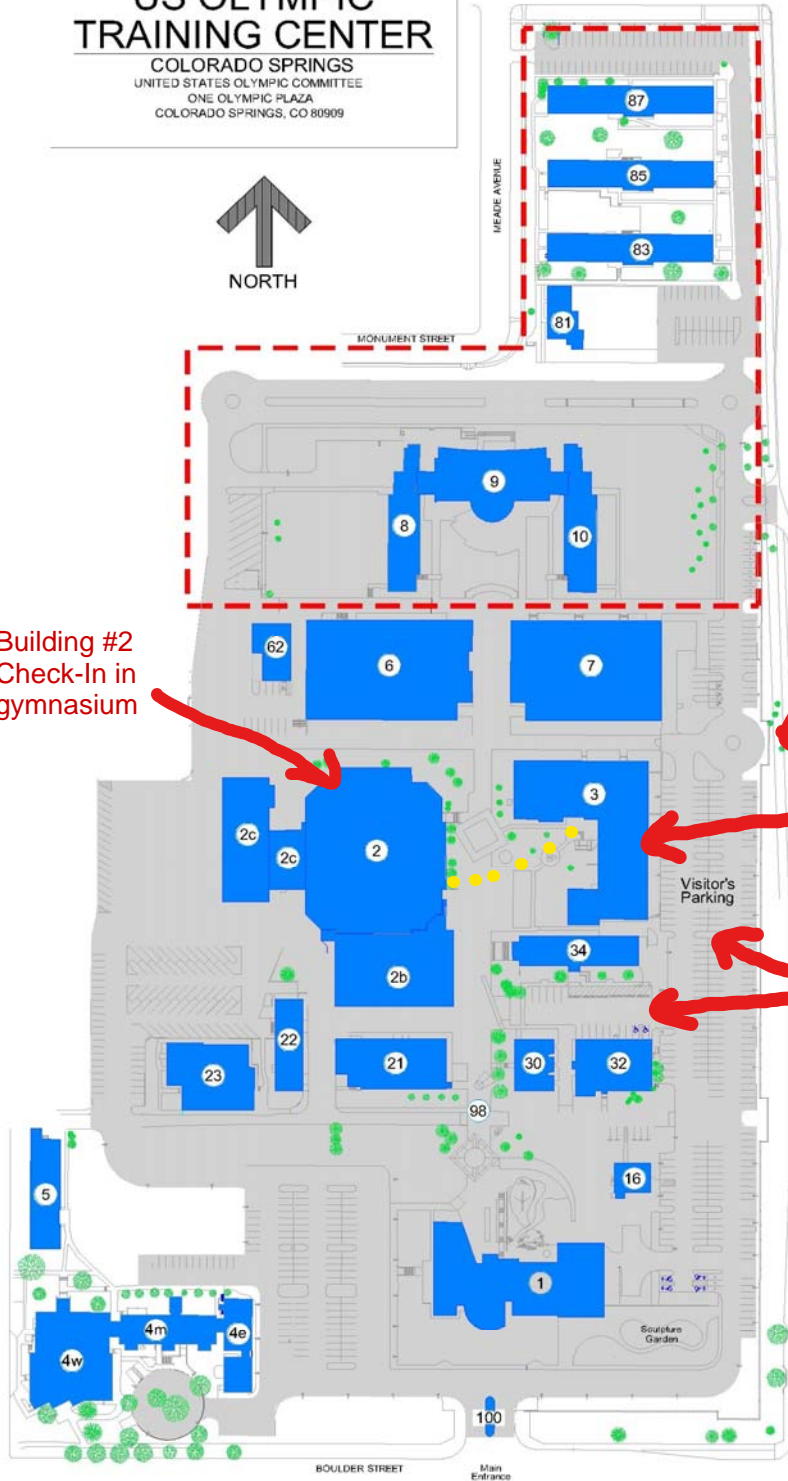 US OLYMPIC
TRAINING CENTER
COLORADO SPRINGS
UNITED STATES OLYMPIC COMMITTEE
ONE OLYMPIC PLAZA
COLORADO SPRINGS, CO 80909
NORTH
MEADE AVENUE
87
85
83
81
MONUMENT STREET
9
8
10
Building #2
Check-In in
gymnasium
62
6
7
3
2c
2c
2
Visitor's
Parking
34
2b
22
21
30
32
23
98
16
5
1
4m
4e
4w
Sculpture
Garden
100
BOULDER STREET
Main
Entrance